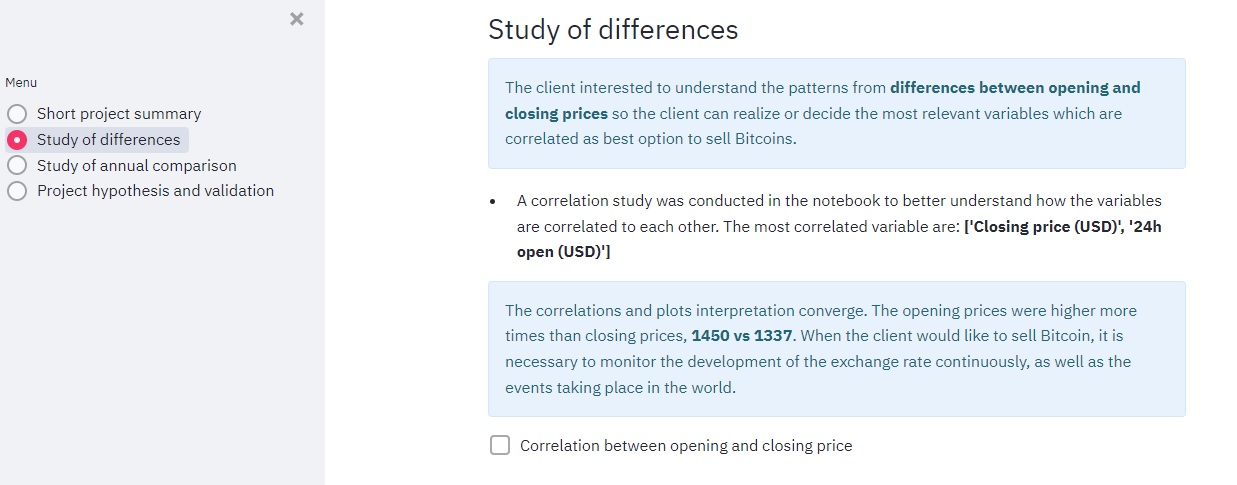 Menu
Short project summary
Study of differences
Study of annual comparison
Project hypothesis and validation
Study of differences
The client interested to understand the patterns from differences between opening and
closing prices so the client can realize or decide the most relevant variables which are
correlated as best option to sell Bitcoins.
A correlation study was conducted in the notebook to better understand how the variables
are correlated to each other. The most correlated variable are: ['Closing price (USD)', '24h
open (USD)']
The correlations and plots interpretation converge. The opening prices were higher more
times than closing prices, 1450 vs 1337. When the client would like to sell Bitcoin, it is
necessary to monitor the development of the exchange rate continuously, as well as the
events taking place in the world.
Correlation between opening and closing price